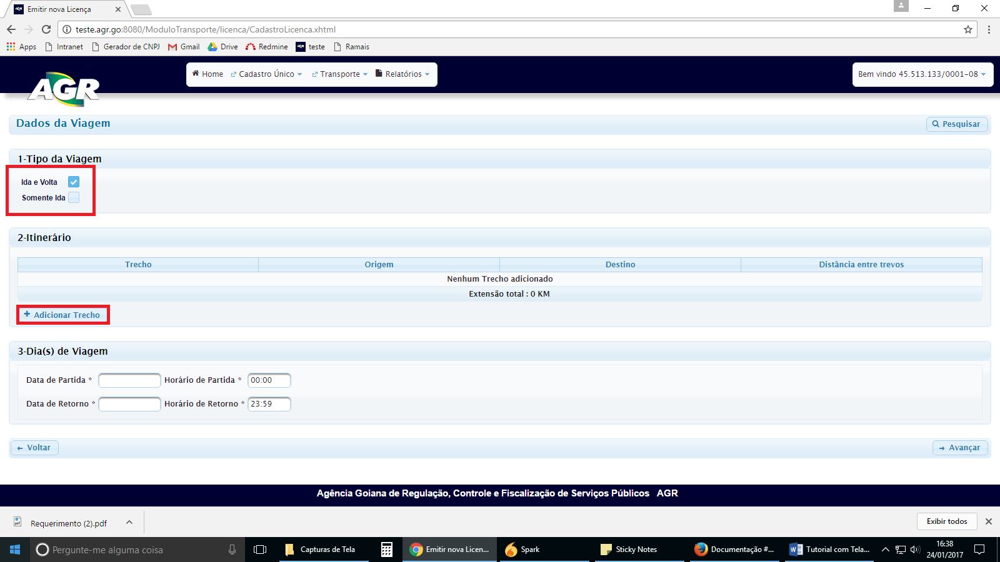 Emitir nova Licença
teste.agr.go:8080/ModuloTransporte/licenca/CadastroLicenca.xhtml
Apps Intranet Gerador de CNPJ Gmail Drive Redmine AGR teste Ramais
AGR
Home Cadastro Único Transporte Relatórios
Bem vindo 45.513.133/0001-08
Dados da Viagem
Pesquisar
1-Tipo da Viagem
Ida e Volta
Somente Ida
2-Itinerário
Trecho Origem Destino Distância entre trevos
Nenhum Trecho adicionado
Extensão total : 0 KM
+ Adicionar Trecho
3-Dia(s) de Viagem
Data de Partida * Horário de Partida * 00:00
Data de Retorno * Horário de Retorno * 23:59
← Voltar
→ Avançar
Agência Goiana de Regulação, Controle e Fiscalização de Serviços Públicos AGR
Requerimento (2).pdf
Exibir todos
Pergunte-me alguma coisa
Capturas de Tela
Emitir nova Licen...
Spark
Sticky Notes
Documentação #...
Tutorial com Tela...
16:38
24/01/2017